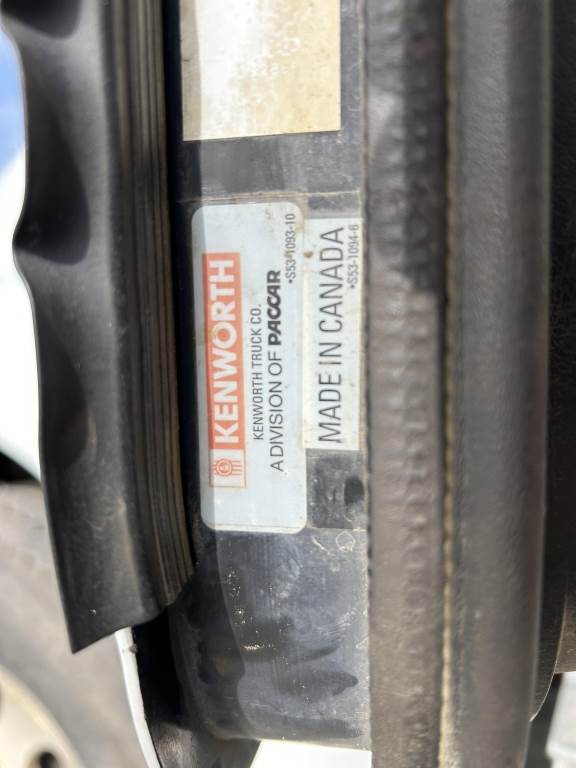 KENWORTH
KENWORTH TRUCK CO.
A DIVISION OF PACCAR
•S53-1093-10
MADE IN CANADA
•S53-1094-6